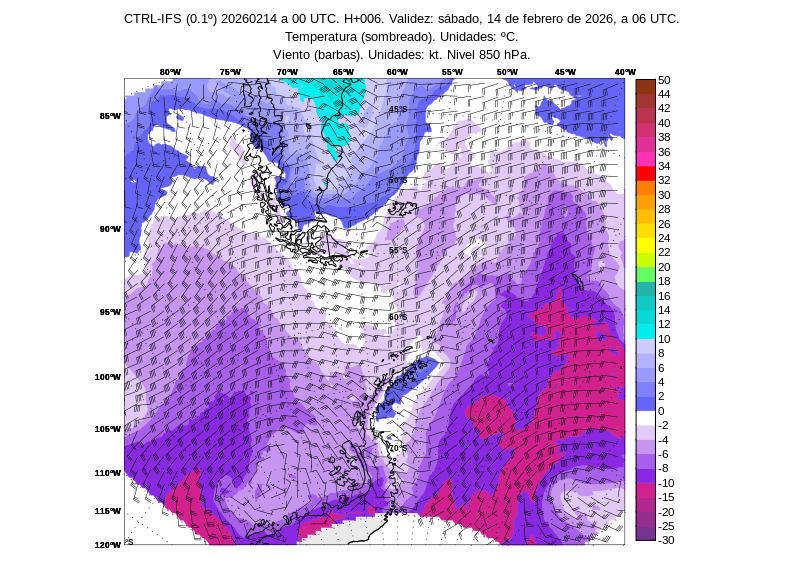 CTRL-IFS (0.1º) 20260214 a 00 UTC. H+006. Validez: sábado, 14 de febrero de 2026, a 06 UTC.
Temperatura (sombreado). Unidades: ºC.
Viento (barbas). Unidades: kt. Nivel 850 hPa.
80°W 75°W 70°W 65°W 60°W 55°W 50°W 45°W 40°W
50
44
42
40
38
36
34
32
30
28
26
24
22
20
18
16
14
12
10
8
6
4
2
0
-2
-4
-6
-8
-10
-15
-20
-25
-30
85°W
90°W
95°W
100°W
105°W
110°W
115°W
120°W
45°S
50°S
55°S
60°S
65°S
70°S
75°S
°S